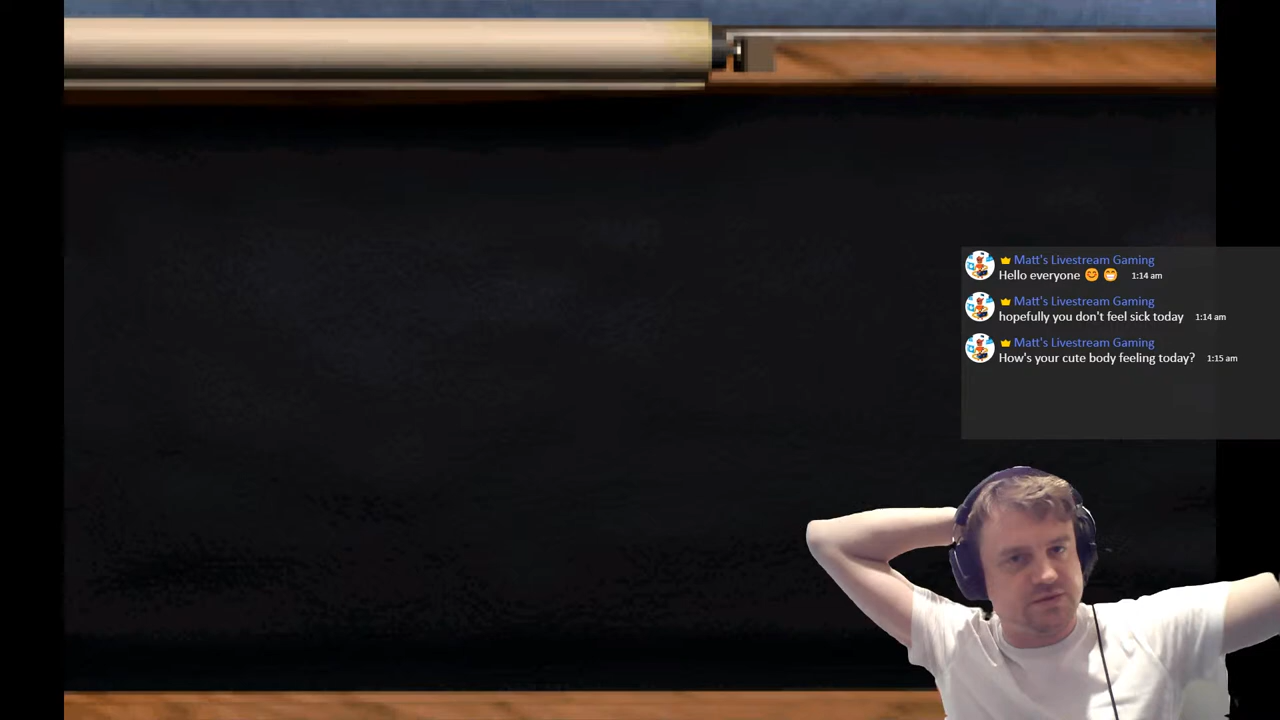 Matt's Livestream Gaming
Hello everyone 😊 😁 1:14 am
Matt's Livestream Gaming
hopefully you don't feel sick today 1:14 am
Matt's Livestream Gaming
How's your cute body feeling today? 1:15 am